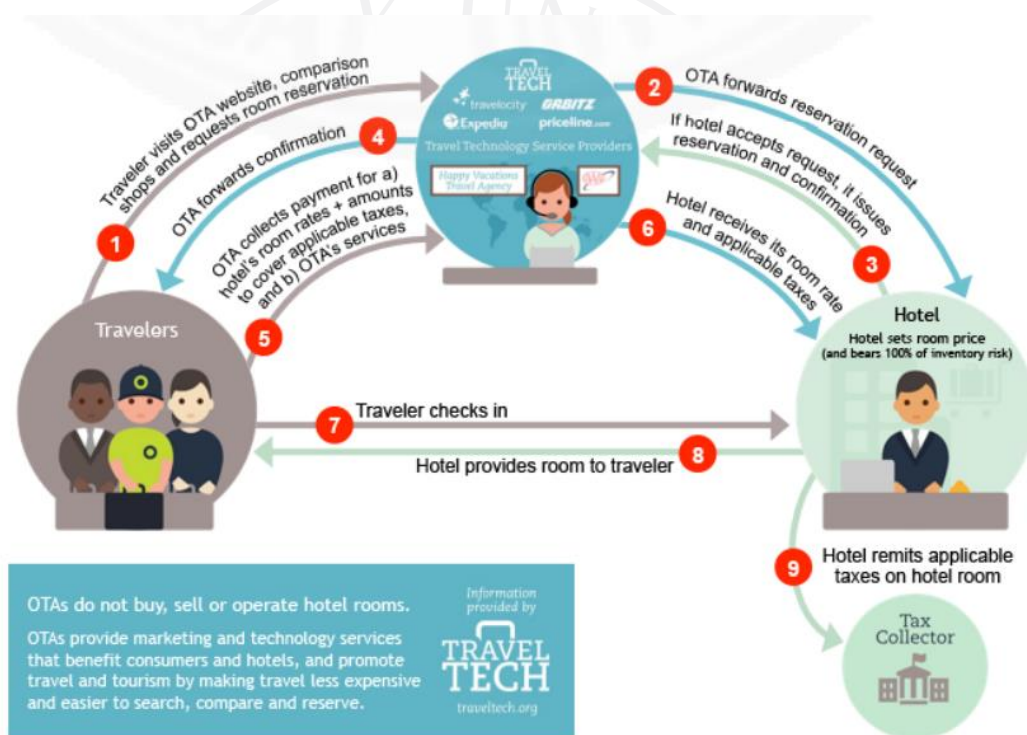 TRAVEL
TECH
travelocity ORBITZ
Expedia priceline.com
Travel Technology Service Providers
Happy Vacations
Travel Agency
1
Traveler visits OTA website, comparison
shops and requests room reservation
2
OTA forwards reservation request
3
If hotel accepts request, it issues
reservation and confirmation
4
OTA forwards confirmation
5
OTA collects payment for a)
hotel's room rates + amounts
to cover applicable taxes,
and b) OTA's services
6
Hotel receives its room rate
and applicable taxes
Travelers
Hotel
Hotel sets room price
(and bears 100% of inventory risk)
7
Traveler checks in
8
Hotel provides room to traveler
9
Hotel remits applicable
taxes on hotel room
Tax
Collector
OTAs do not buy, sell or operate hotel rooms.
OTAs provide marketing and technology services
that benefit consumers and hotels, and promote
travel and tourism by making travel less expensive
and easier to search, compare and reserve.
Information
provided by
TRAVEL
TECH
traveltech.org